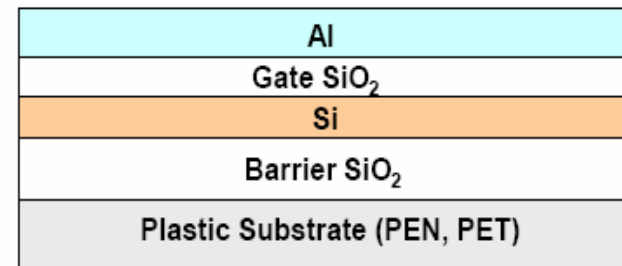 Al
Gate SiO₂
Si
Barrier SiO₂
Plastic Substrate (PEN, PET)